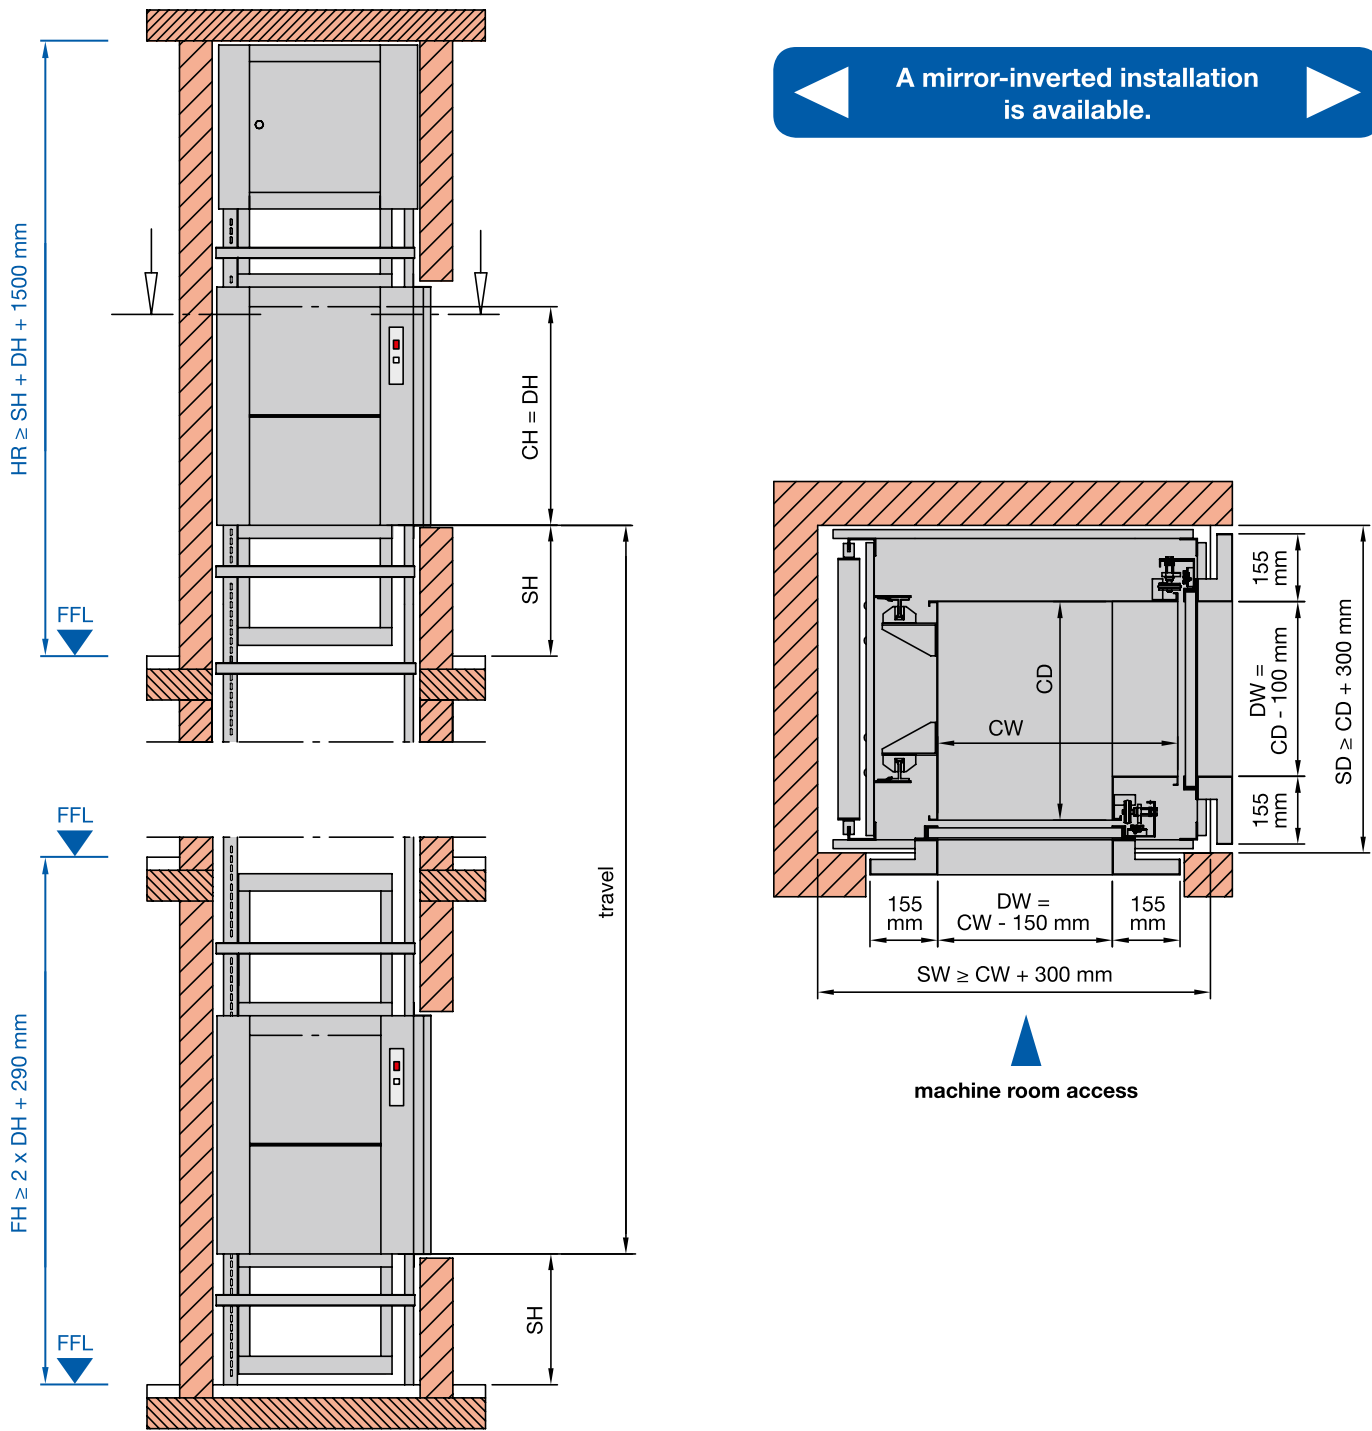 A mirror-inverted installation
is available.
HR ≥ SH + DH + 1500 mm
CH = DH
SH
FFL
FFL
travel
FH ≥ 2 x DH + 290 mm
SH
FFL
155
mm
DW =
CD - 100 mm
155
mm
SD ≥ CD + 300 mm
CD
CW
155
mm
DW =
CW - 150 mm
155
mm
SW ≥ CW + 300 mm
machine room access